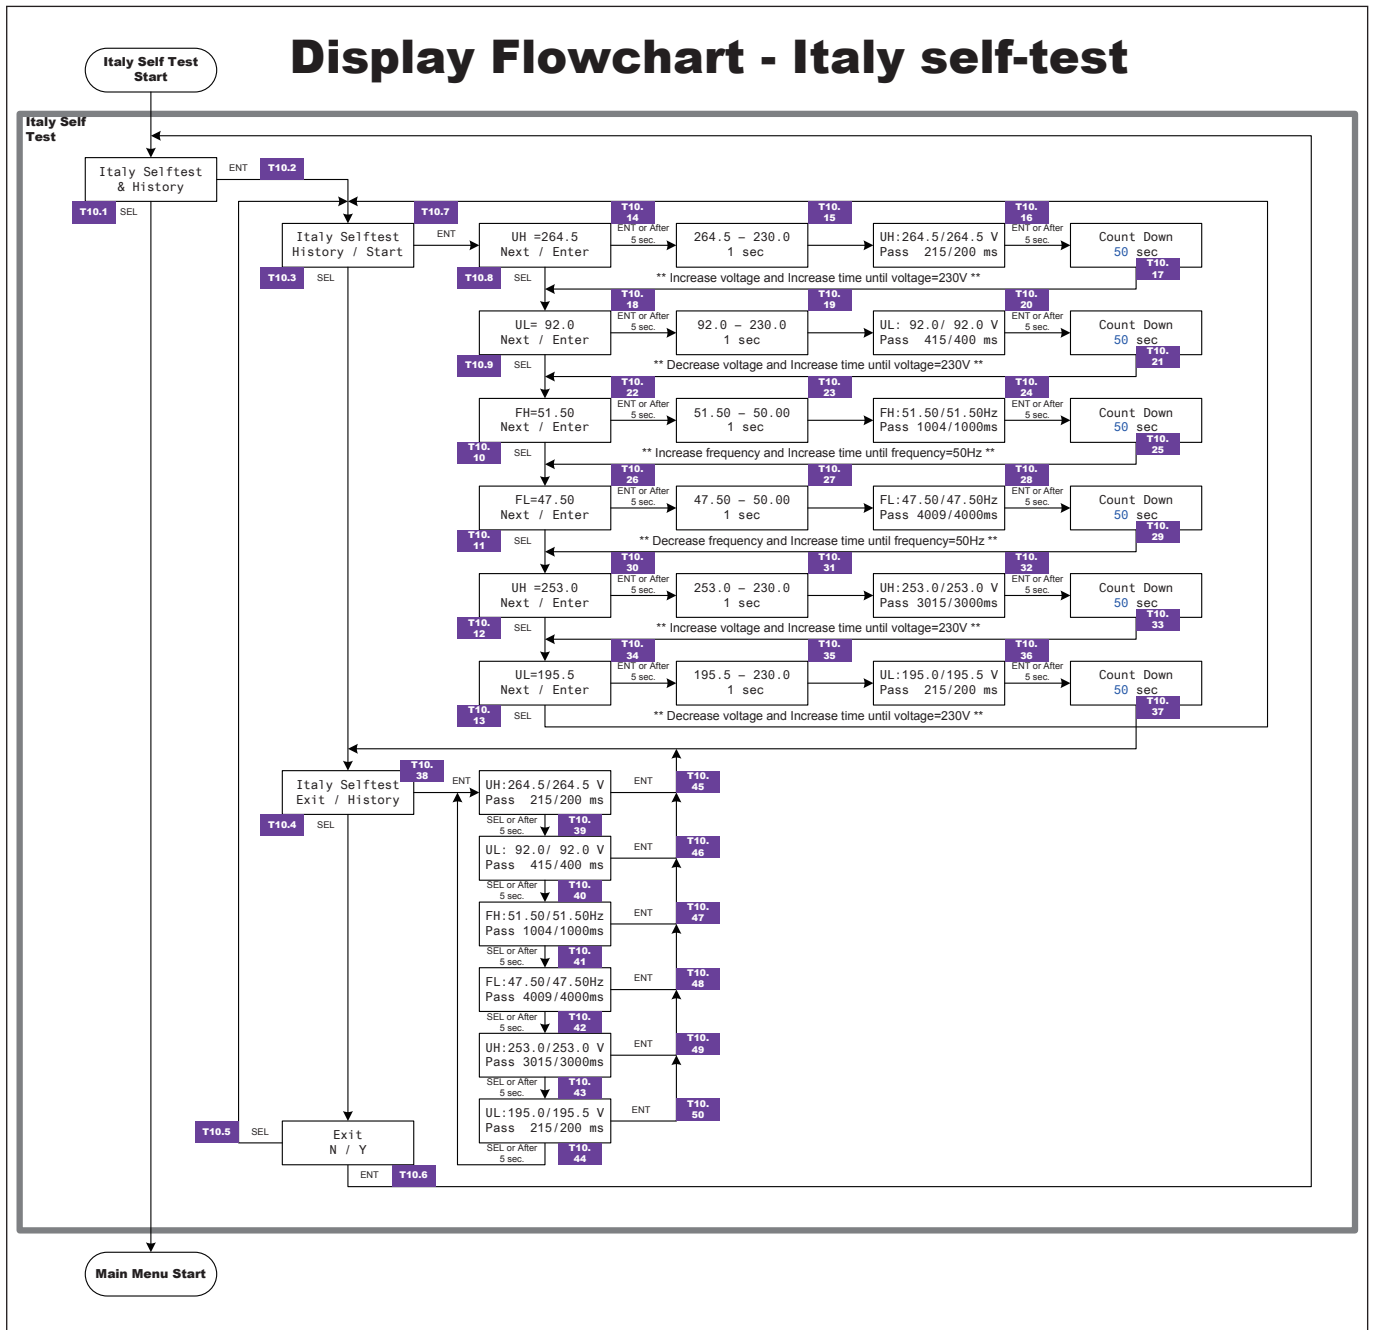 Display Flowchart - Italy self-test
Italy Self Test
Start
Italy Self
Test
Italy Selftest
& History
ENT
T10.2
T10.1
SEL
Italy Selftest
History / Start
T10.7
ENT
T10.3
SEL
UH =264.5
Next / Enter
T10.
14
ENT or After
5 sec.
264.5 – 230.0
1 sec
T10.
15
UH:264.5/264.5 V
Pass 215/200 ms
T10.
16
ENT or After
5 sec.
Count Down
50 sec
T10.
17
T10.8
SEL
** Increase voltage and Increase time until voltage=230V **
UL= 92.0
Next / Enter
T10.
18
ENT or After
5 sec.
92.0 – 230.0
1 sec
T10.
19
UL: 92.0/ 92.0 V
Pass 415/400 ms
T10.
20
ENT or After
5 sec.
Count Down
50 sec
T10.
21
T10.9
SEL
** Decrease voltage and Increase time until voltage=230V **
FH=51.50
Next / Enter
T10.
22
ENT or After
5 sec.
51.50 – 50.00
1 sec
T10.
23
FH:51.50/51.50Hz
Pass 1004/1000ms
T10.
24
ENT or After
5 sec.
Count Down
50 sec
T10.
25
T10.
10
SEL
** Increase frequency and Increase time until frequency=50Hz **
FL=47.50
Next / Enter
T10.
26
ENT or After
5 sec.
47.50 – 50.00
1 sec
T10.
27
FL:47.50/47.50Hz
Pass 4009/4000ms
T10.
28
ENT or After
5 sec.
Count Down
50 sec
T10.
29
T10.
11
SEL
** Decrease frequency and Increase time until frequency=50Hz **
UH =253.0
Next / Enter
T10.
30
ENT or After
5 sec.
253.0 – 230.0
1 sec
T10.
31
UH:253.0/253.0 V
Pass 3015/3000ms
T10.
32
ENT or After
5 sec.
Count Down
50 sec
T10.
33
T10.
12
SEL
** Increase voltage and Increase time until voltage=230V **
UL=195.5
Next / Enter
T10.
34
ENT or After
5 sec.
195.5 – 230.0
1 sec
T10.
35
UL:195.0/195.5 V
Pass 215/200 ms
T10.
36
ENT or After
5 sec.
Count Down
50 sec
T10.
37
T10.
13
SEL
** Decrease voltage and Increase time until voltage=230V **
Italy Selftest
Exit / History
T10.
38
ENT
T10.4
SEL
UH:264.5/264.5 V
Pass 215/200 ms
ENT
T10.
45
SEL or After
5 sec.
T10.
39
UL: 92.0/ 92.0 V
Pass 415/400 ms
ENT
T10.
46
SEL or After
5 sec.
T10.
40
FH:51.50/51.50Hz
Pass 1004/1000ms
ENT
T10.
47
SEL or After
5 sec.
T10.
41
FL:47.50/47.50Hz
Pass 4009/4000ms
ENT
T10.
48
SEL or After
5 sec.
T10.
42
UH:253.0/253.0 V
Pass 3015/3000ms
ENT
T10.
49
SEL or After
5 sec.
T10.
43
UL:195.0/195.5 V
Pass 215/200 ms
ENT
T10.
50
SEL or After
5 sec.
T10.
44
T10.5
SEL
Exit
N / Y
ENT
T10.6
Main Menu Start